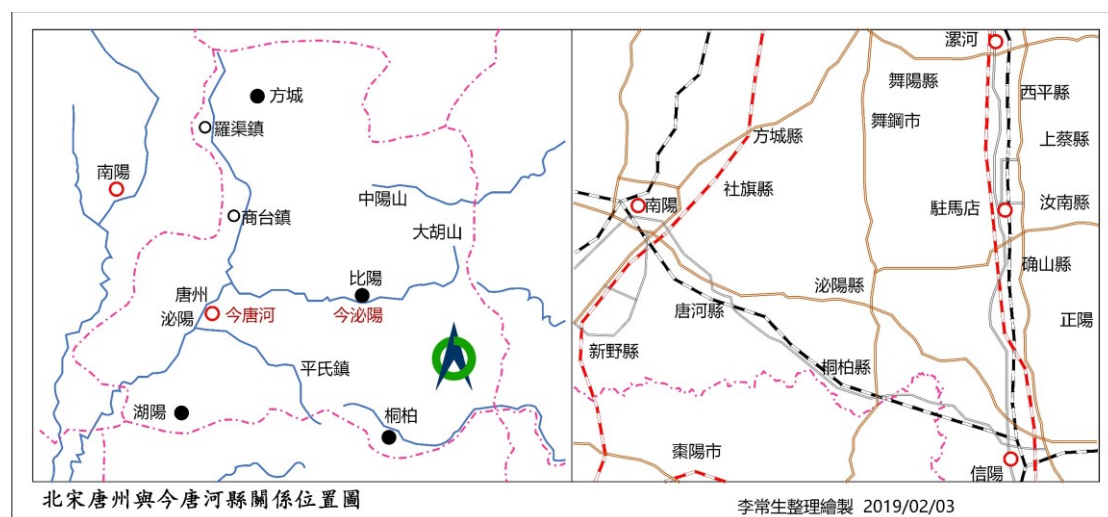 方城
羅渠鎮
南陽
中陽山
商台鎮
大胡山
比陽
唐州
今唐河
今泌陽
泌陽
平氏鎮
湖陽
桐柏
北宋唐州與今唐河縣關係位置圖
漯河
舞陽縣
西平縣
舞鋼市
方城縣
上蔡縣
社旗縣
南陽
駐馬店
汝南縣
确山縣
泌陽縣
唐河縣
正陽
新野縣
桐柏縣
棗陽市
信陽
李常生整理繪製 2019/02/03